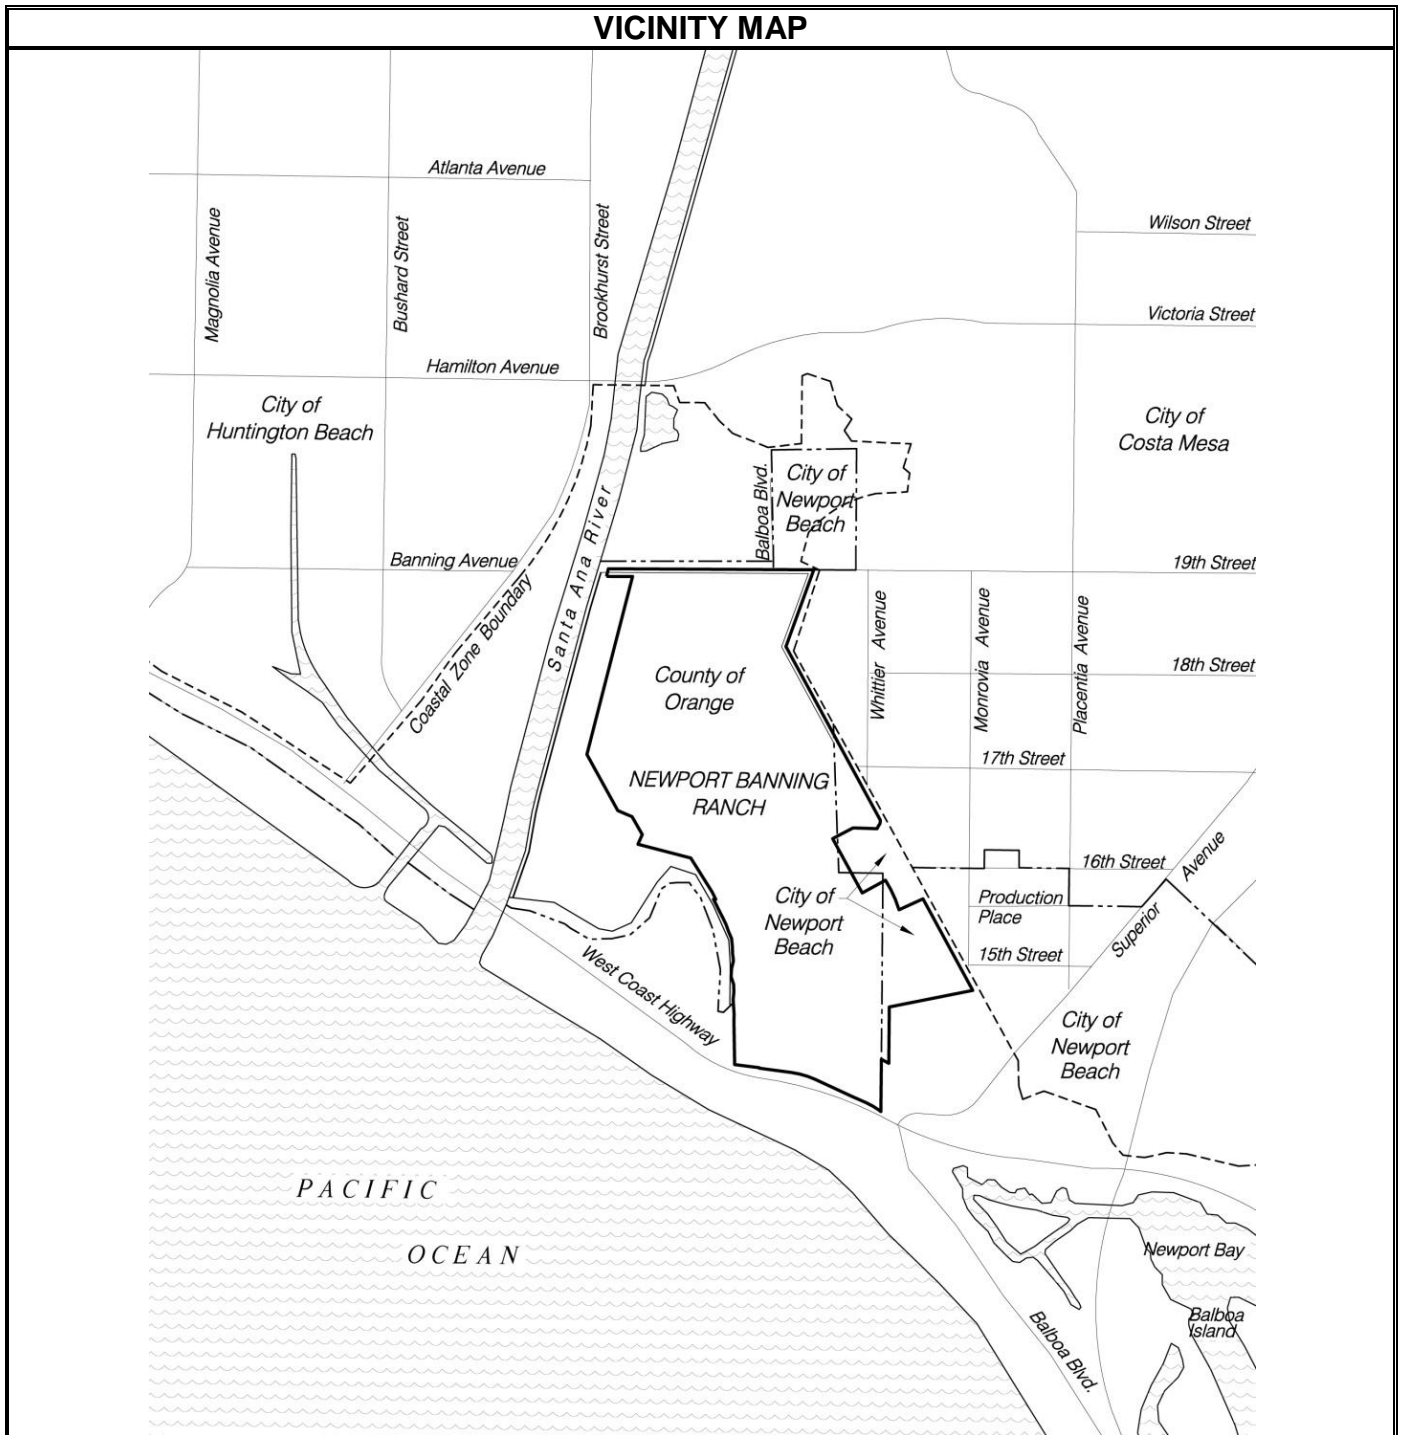 VICINITY MAP
Atlanta Avenue
Magnolia Avenue
Bushard Street
Brookhurst Street
Wilson Street
Victoria Street
Hamilton Avenue
City of
Huntington Beach
City of
Costa Mesa
Balboa Blvd.
City of
Newport
Beach
Santa Ana River
Banning Avenue
19th Street
Coastal Zone Boundary
Whittier Avenue
Monrovia Avenue
Placentia Avenue
18th Street
County of
Orange
17th Street
NEWPORT BANNING
RANCH
16th Street
Superior Avenue
Production
Place
City of
Newport
Beach
15th Street
West Coast Highway
City of
Newport
Beach
PACIFIC
OCEAN
Newport Bay
Balboa
Island
Balboa Blvd.